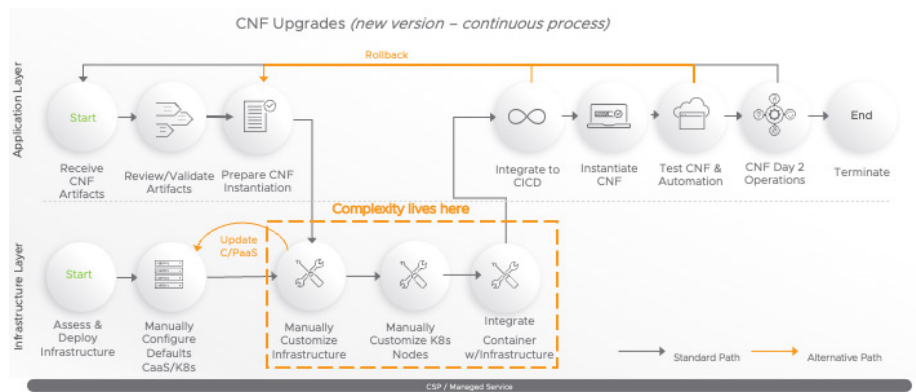 CNF Upgrades (new version – continuous process)
Rollback
Application Layer
Start
End
Receive
CNF
Artifacts
Review/Validate
Artifacts
Prepare CNF
Instantiation
Integrate to
CICD
Instantiate
CNF
Test CNF &
Automation
CNF Day 2
Operations
Terminate
Complexity lives here
Infrastructure Layer
Update
C/PaaS
Start
Assess &
Deploy
Infrastructure
Manually
Configure
Defaults
CaaS/K8s
Manually
Customize
Infrastructure
Manually
Customize K8s
Nodes
Integrate
Container
w/Infrastructure
Standard Path
Alternative Path
CSP / Managed Service